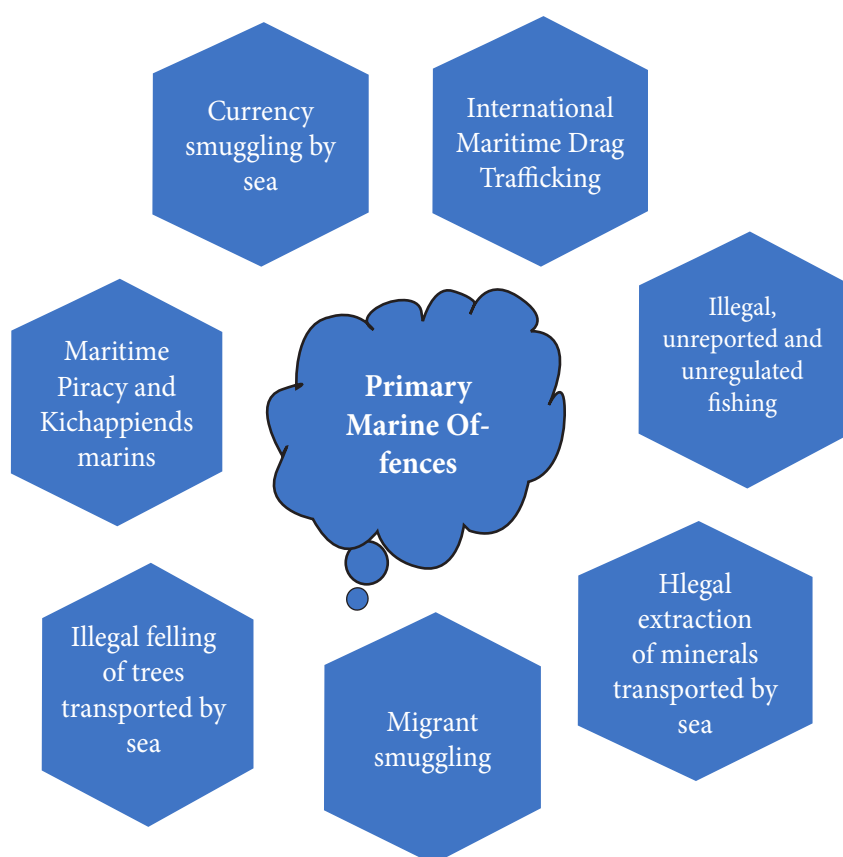 Currency
smuggling by
sea
International
Maritime Drag
Trafficking
Illegal,
unreported and
unregulated
fishing
Maritime
Piracy and
Kichappiends
marins
Primary
Marine Of-
fences
Hlegal
extraction
of minerals
transported by
sea
Illegal felling
of trees
transported by
sea
Migrant
smuggling